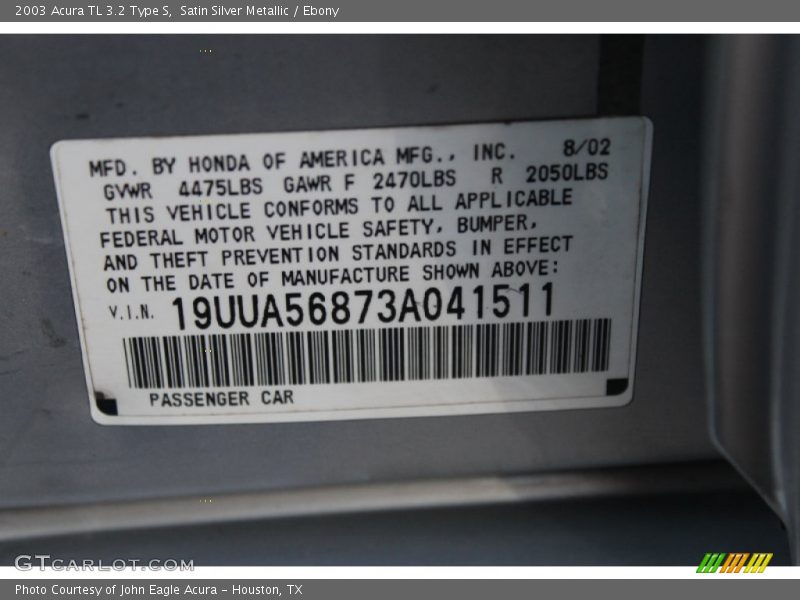 2003 Acura TL 3.2 Type S, Satin Silver Metallic / Ebony
MFD. BY HONDA OF AMERICA MFG., INC. 8/02
GVWR 4475LBS GAWR F 2470LBS R 2050LBS
THIS VEHICLE CONFORMS TO ALL APPLICABLE
FEDERAL MOTOR VEHICLE SAFETY, BUMPER,
AND THEFT PREVENTION STANDARDS IN EFFECT
ON THE DATE OF MANUFACTURE SHOWN ABOVE:
V.I.N. 19UUA56873A041511
PASSENGER CAR
GTCARLOT.COM
Photo Courtesy of John Eagle Acura - Houston, TX